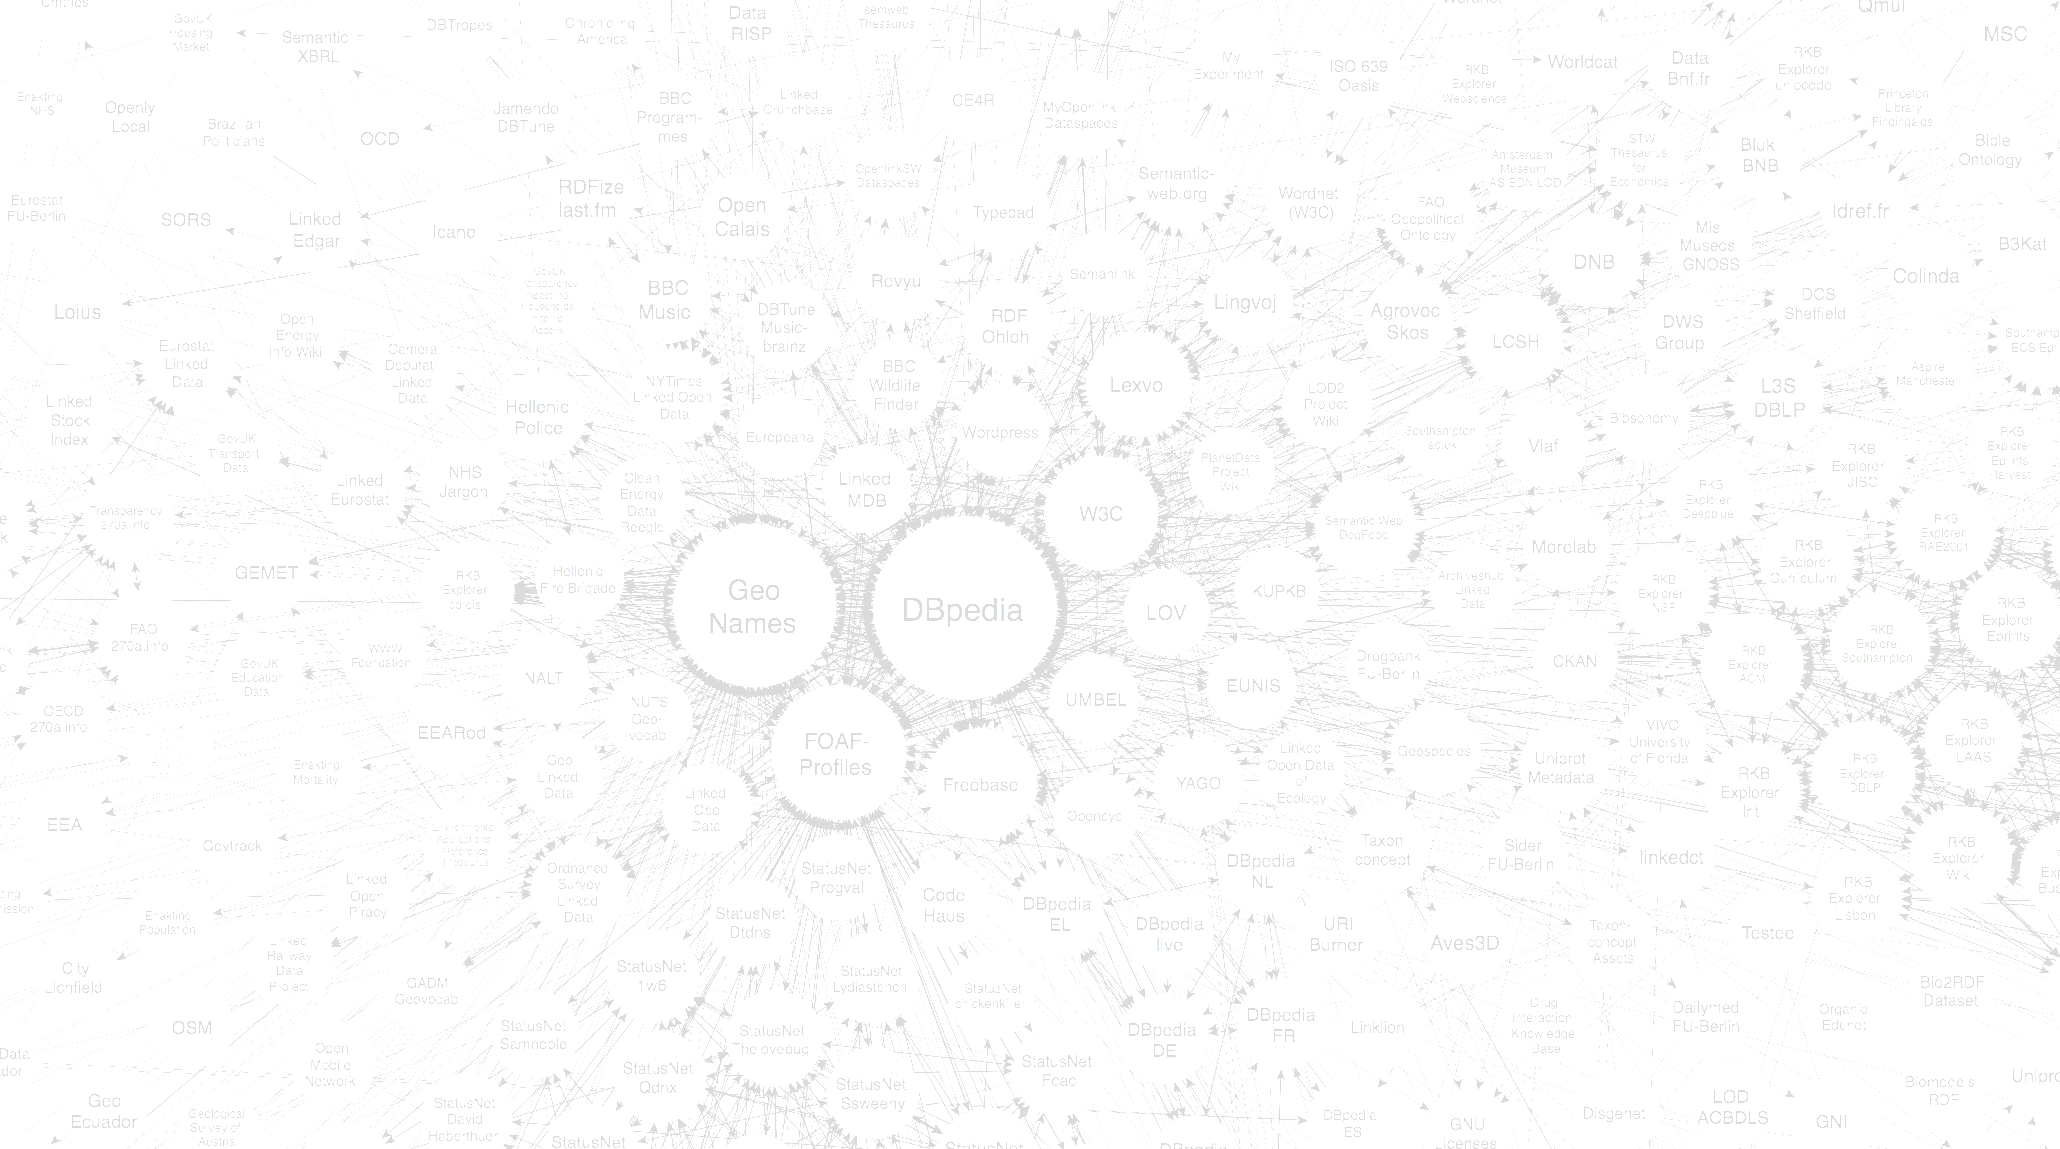 GovUK
Housing
Market
Semantic
XBRL
DBTropes
Chronicling
America
Data
RISP
semweb
Thesaurus
My
Experiment
ISO 639
Oasis
RKB
Explorer
Webscience
Worldcat
Data
Bnf.fr
RKB
Explorer
unlocode
Qmul
MSC
Enakting
NHS
Openly
Local
Brazilian
Politicians
OCD
Jamendo
DBTune
BBC
Program-
mes
Linked
Crunchbase
CE4R
MyOpenlink
Dataspaces
Princeton
Library
Findingaids
Bible
Ontology
Eurostat
FU-Berlin
SORS
Linked
Edgar
Icane
RDFize
last.fm
Open
Calais
OpenlinkSW
Dataspaces
Typepad
Semantic-
web.org
Wordnet
(W3C)
FAO
Geopolitical
Ontology
Amsterdam
Museum
AS EDN LOD
STW
Thesaurus
for
Economics
Bluk
BNB
Idref.fr
B3Kat
Loius
Open
Energy
Info Wiki
BBC
Music
DBTune
Music-
brainz
Revyu
RDF
Ohloh
Semanlink
Lingvoj
Agrovoc
Skos
LCSH
DNB
Mis
Museos
GNOSS
Colinda
DCS
Sheffield
DWS
Group
Eurostat
Linked
Data
Camera
Deputati
Linked
Data
Linked
Stock
Index
Hellenic
Police
NYTimes
Linked Open
Data
Europeana
BBC
Wildlife
Finder
Wordpress
Lexvo
LOD2
Project
Wiki
Southampton
ac.uk
Viaf
Bibsonomy
L3S
DBLP
Aspire
Manchester
GovUK
Transport
Data
Linked
Eurostat
NHS
Jargon
Clean
Energy
Data
Reegle
Linked
MDB
W3C
PlanetData
Project
Wiki
Semantic Web
DogFood
Morelab
RKB
Explorer
Deepblue
RKB
Explorer
JISC
RKB
Explorer
Eprints
Harvest
Transparency
270a.info
GEMET
RKB
Explorer
cordis
Hellenic
Fire Brigade
Geo
Names
DBpedia
LOV
KUPKB
Archiveshub
Linked
Data
RKB
Explorer
NSF
RKB
Explorer
Curriculum
RKB
Explorer
RAE2001
RKB
Explorer
Eprints
FAO
270a.info
GovUK
Education
Data
WWW
Foundation
NALT
NUTS
Geo-
vocab
UMBEL
EUNIS
Drugbank
FU-Berlin
CKAN
RKB
Explorer
ACM
RKB
Explorer
Southampton
OECD
270a.info
EEARod
Enakting
Mortality
Geo
Linked
Data
FOAF-
Profiles
Freebase
YAGO
Linked
Open Data
of
Ecology
Geospecies
Uniprot
Metadata
VIVO
University
of Florida
RKB
Explorer
DBLP
RKB
Explorer
LAAS
EEA
Govtrack
Linked
Geo
Data
Opencyc
DBpedia
NL
Taxon
concept
Sider
FU-Berlin
linkedct
RKB
Explorer
Wiki
Enakting
Population
Linked
Open
Piracy
Ordnance
Survey
Linked
Data
StatusNet
Progval
StatusNet
Dtdns
Code
Haus
DBpedia
EL
DBpedia
live
URI
Burner
Aves3D
Taxon-
concept
Assets
Testee
RKB
Explorer
Lisbon
City
Lichfield
Linked
Railway
Data
Project
GADM
Geovocab
StatusNet
1w6
StatusNet
Lydiastench
StatusNet
chickenkiller
Bio2RDF
Dataset
OSM
StatusNet
Samnoble
StatusNet
Thelovebug
DBpedia
DE
DBpedia
FR
Linklion
Drug
Interaction
Knowledge
Base
Dailymed
FU-Berlin
Organic
Edunet
Open
Mobile
Network
StatusNet
Qdnx
StatusNet
Ssweeny
StatusNet
Fcac
Biomodels
RDF
Geo
Ecuador
Geological
Survey of
Austria
StatusNet
David
Haberthuer
StatusNet
StatusNet
DBpedia
ES
GNU
Licenses
Disgenet
LOD
ACBDLS
GNI